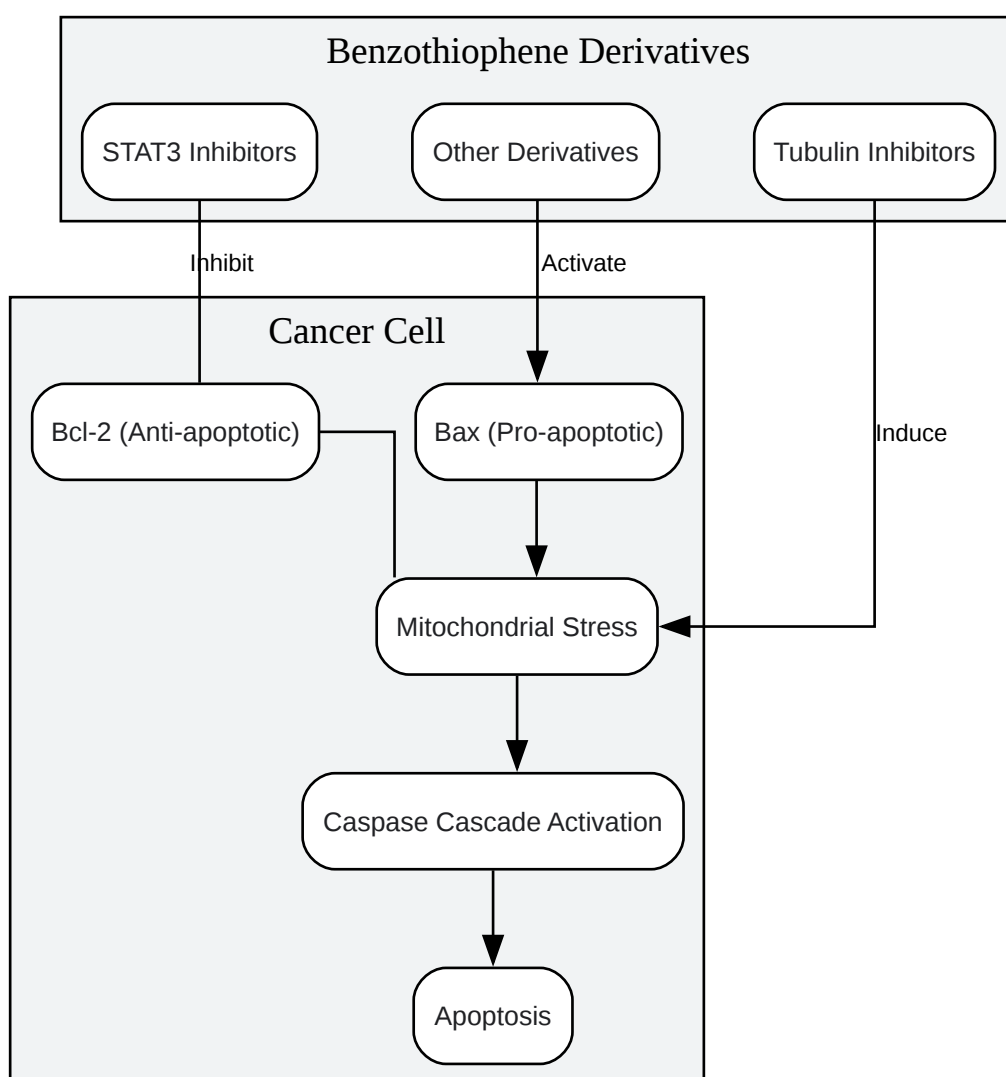 Benzothiophene Derivatives
STAT3 Inhibitors
Other Derivatives
Tubulin Inhibitors
Inhibit
Activate
Cancer Cell
Bcl-2 (Anti-apoptotic)
Bax (Pro-apoptotic)
Induce
Mitochondrial Stress
Caspase Cascade Activation
Apoptosis